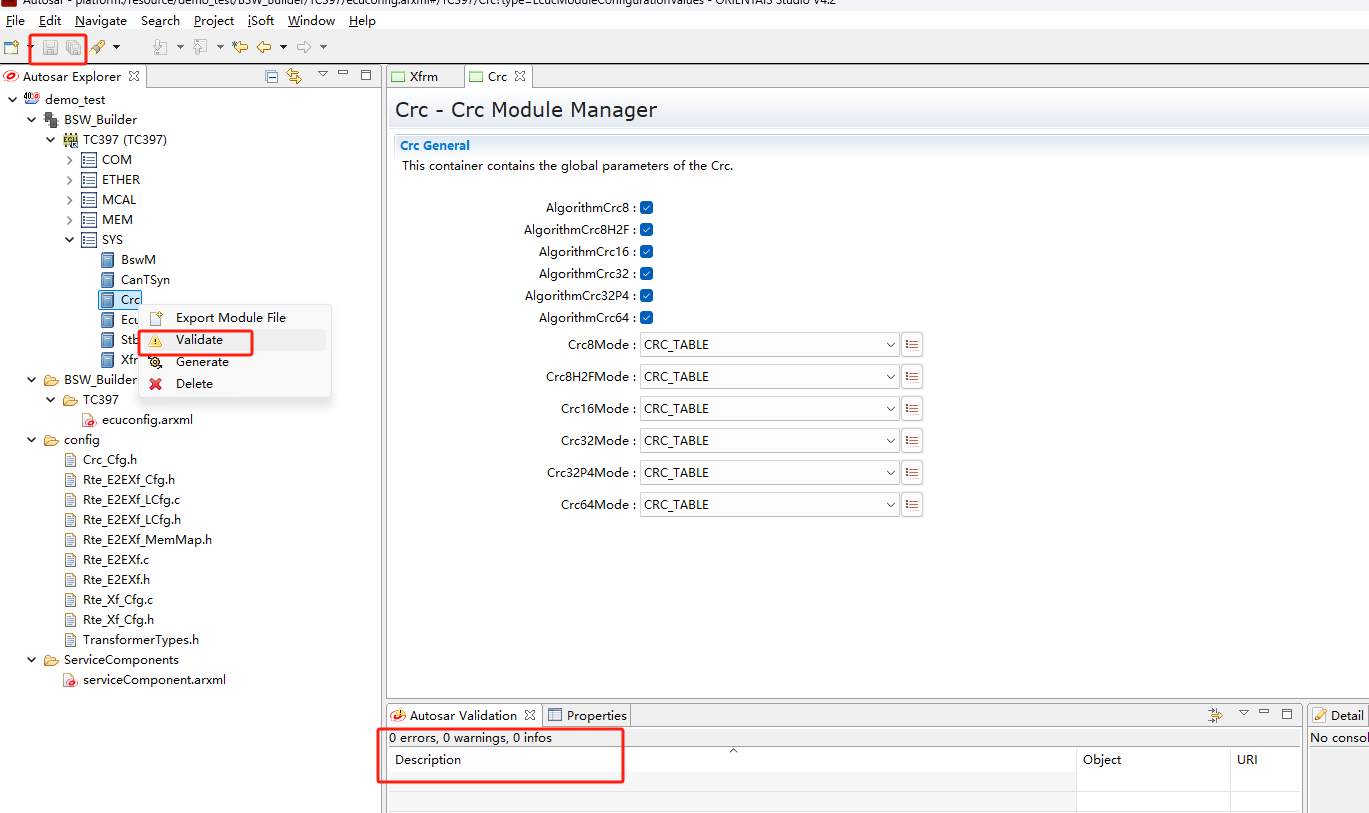 Autosar - platform:/resource/demo_test/BSW_Builder/TC397/ecuconfig.arxml#/TC397/Crc?type=EcucModuleConfigurationValues - ORIENTAIS Studio V4.2
File Edit Navigate Search Project iSoft Window Help
Autosar Explorer
demo_test
BSW_Builder
TC397 (TC397)
COM
ETHER
MCAL
MEM
SYS
BswM
CanTSyn
Crc
Ecu
Stb
Xfr
Export Module File
Validate
Generate
Delete
BSW_Builder
TC397
ecuconfig.arxml
config
Crc_Cfg.h
Rte_E2EXf_Cfg.h
Rte_E2EXf_LCfg.c
Rte_E2EXf_LCfg.h
Rte_E2EXf_MemMap.h
Rte_E2EXf.c
Rte_E2EXf.h
Rte_Xf_Cfg.c
Rte_Xf_Cfg.h
TransformerTypes.h
ServiceComponents
serviceComponent.arxml
Xfrm Crc
Crc - Crc Module Manager
Crc General
This container contains the global parameters of the Crc.
AlgorithmCrc8 :
AlgorithmCrc8H2F :
AlgorithmCrc16 :
AlgorithmCrc32 :
AlgorithmCrc32P4 :
AlgorithmCrc64 :
Crc8Mode : CRC_TABLE
Crc8H2FMode : CRC_TABLE
Crc16Mode : CRC_TABLE
Crc32Mode : CRC_TABLE
Crc32P4Mode : CRC_TABLE
Crc64Mode : CRC_TABLE
Autosar Validation Properties
0 errors, 0 warnings, 0 infos
Description Object URI
Detail
No consol